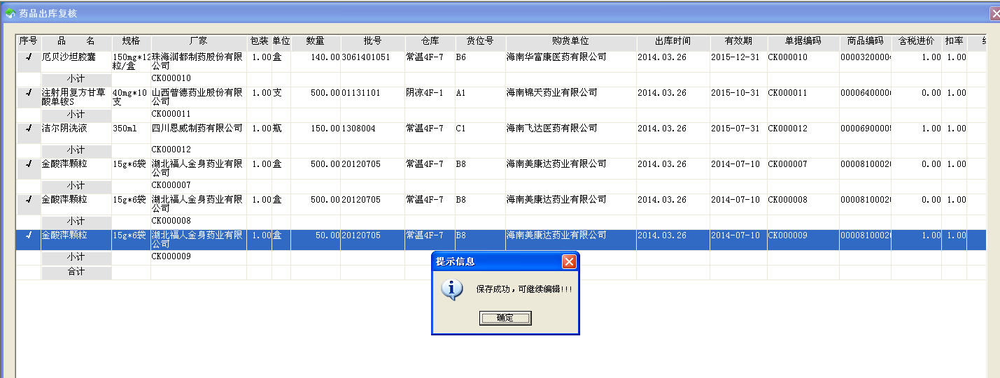 药品出库复核
序号 品 名 规格 厂家 包装 单位 数量 批号 仓库 货位号 购货单位 出库时间 有效期 单据编码 商品编码 含税进价 扣率
√ 厄贝沙坦胶囊 150mg*12 珠海润都制药股份有限 1.00 盒 140.00 3061401051 常温4F-7 B6 海南华富康医药有限公司 2014.03.26 2015-12-31 CK000010 0000320000 1.00 1.00
粒/盒 公司
小计 CK000010
√ 注射用复方甘草 40mg*10 山西普德药业股份有限 1.00 支 500.00 01131101 阴凉4F-1 A1 海南锦天药业有限公司 2014.03.26 2015-10-31 CK000011 0000640000 0.00 1.00
酸单铵S 支 公司
小计 CK000011
√ 洁尔阴洗液 350ml 四川恩威制药有限公司 1.00 瓶 150.00 1308004 常温4F-7 C1 海南飞达医药有限公司 2014.03.26 2015-07-31 CK000012 0000690000 1.00 1.00
小计 CK000012
√ 金酸萍颗粒 15g*6袋 湖北福人金身药业有限 1.00 盒 500.00 20120705 常温4F-7 B8 海南美康达药业有限公司 2014.03.26 2014-07-10 CK000007 0000810002 0.00 1.00
公司
小计 CK000007
√ 金酸萍颗粒 15g*6袋 湖北福人金身药业有限 1.00 盒 500.00 20120705 常温4F-7 B8 海南美康达药业有限公司 2014.03.26 2014-07-10 CK000008 0000810002 0.00 1.00
公司
小计 CK000008
√ 金酸萍颗粒 15g*6袋 湖北福人金身药业有限 1.00 盒 50.00 20120705 常温4F-7 B8 海南美康达药业有限公司 2014.03.26 2014-07-10 CK000009 0000810002 1.00 1.00
公司
小计 CK000009
合计
提示信息
保存成功，可继续编辑!!!
确定